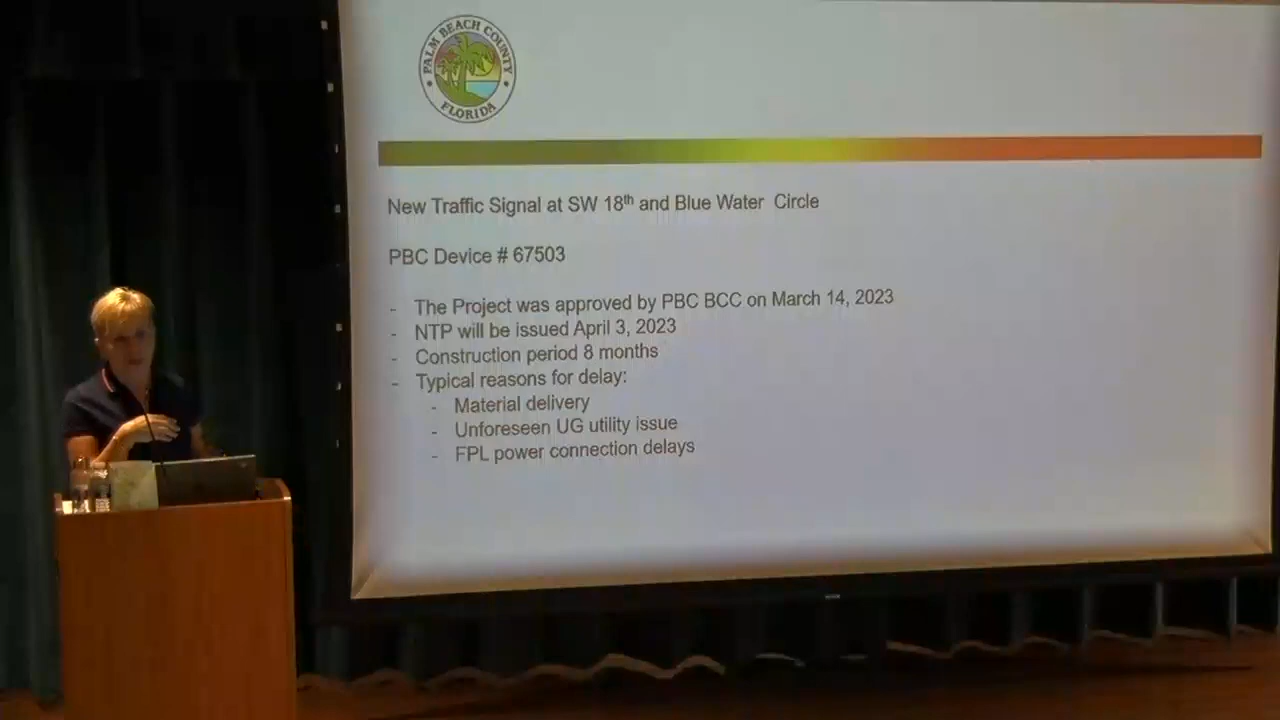 PALM BEACH COUNTY
FLORIDA
New Traffic Signal at SW 18th and Blue Water Circle
PBC Device # 67503
- The Project was approved by PBC BCC on March 14, 2023
- NTP will be issued April 3, 2023
- Construction period 8 months
- Typical reasons for delay:
- Material delivery
- Unforeseen UG utility issue
- FPL power connection delays